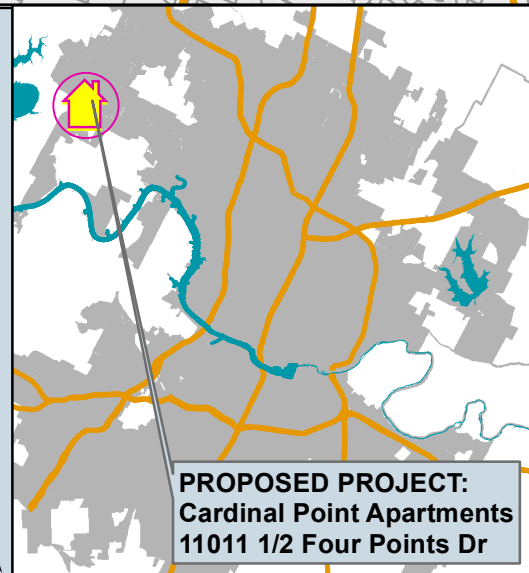 PROPOSED PROJECT:
Cardinal Point Apartments
11011 1/2 Four Points Dr